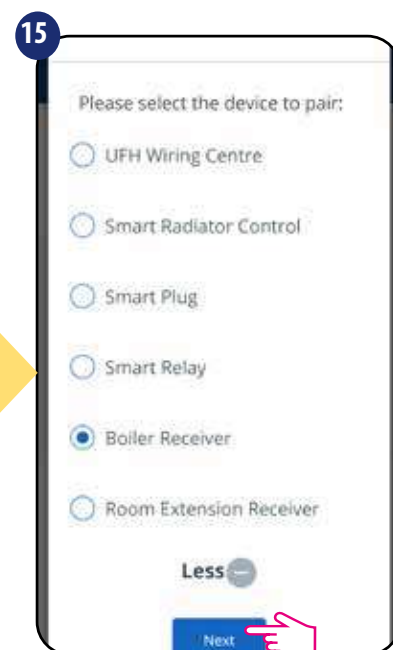 15
Please select the device to pair:
UFH Wiring Centre
Smart Radiator Control
Smart Plug
Smart Relay
Boiler Receiver
Room Extension Receiver
Less
Next